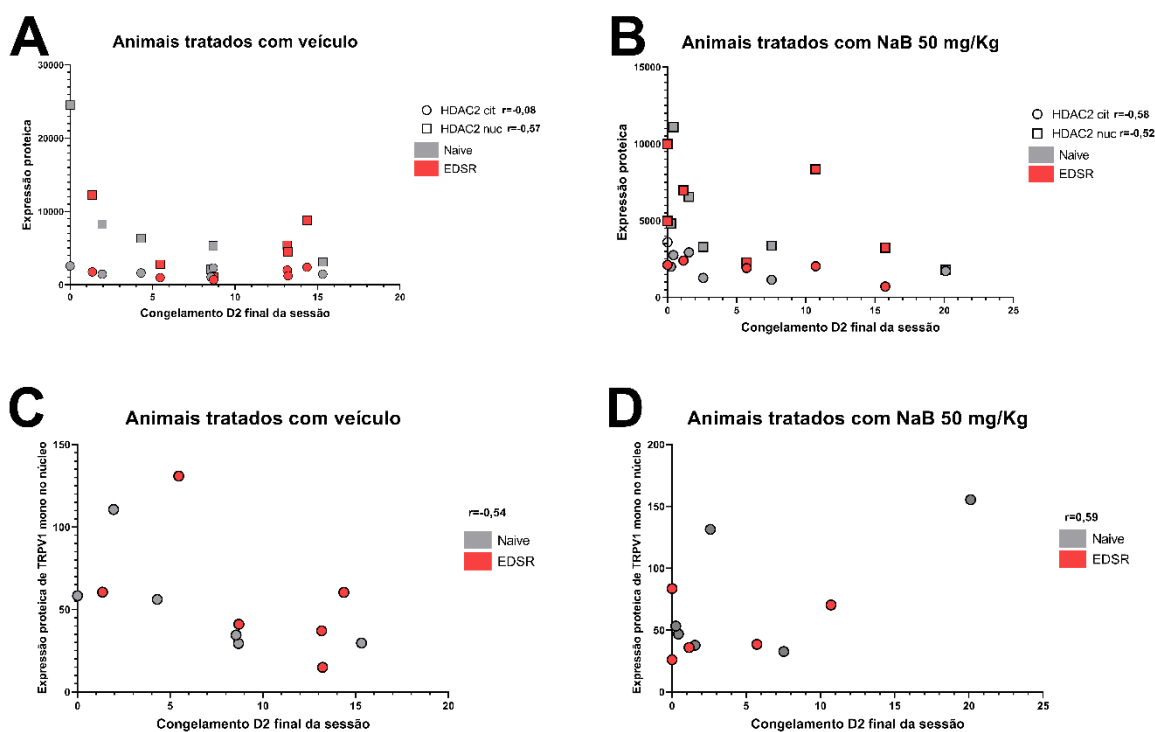 A
Animais tratados com veículo
Expressão proteica
30000
20000
10000
0
0
5
10
15
20
Congelamento D2 final da sessão
HDAC2 cit r=-0,08
HDAC2 nuc r=-0,57
Naive
EDSR
B
Animais tratados com NaB 50 mg/Kg
Expressão proteica
15000
10000
5000
0
0
5
10
15
20
25
Congelamento D2 final da sessão
HDAC2 cit r=-0,58
HDAC2 nuc r=-0,52
Naive
EDSR
C
Animais tratados com veículo
Expressão proteica de TRPV1 mono no núcleo
150
100
50
0
0
5
10
15
20
Congelamento D2 final da sessão
r=-0,54
Naive
EDSR
D
Animais tratados com NaB 50 mg/Kg
Expressão proteica de TRPV1 mono no núcleo
200
150
100
50
0
0
5
10
15
20
25
Congelamento D2 final da sessão
r=0,59
Naive
EDSR